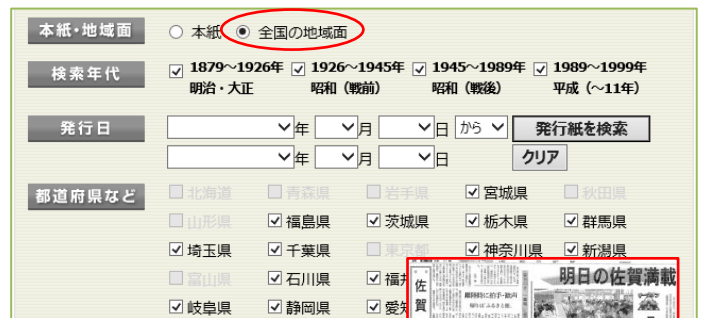 本紙・地域面 本紙 全国の地域面
検索年代 1879～1926年 1926～1945年 1945～1989年 1989～1999年
明治・大正 昭和（戦前） 昭和（戦後） 平成（～11年）
発行日 年 月 日 から 発行紙を検索
年 月 日 クリア
都道府県など 北海道 青森県 岩手県 宮城県 秋田県
山形県 福島県 茨城県 栃木県 群馬県
埼玉県 千葉県 東京都 神奈川県 新潟県
富山県 石川県 福井
岐阜県 静岡県 愛知
佐賀
明日の佐賀満載